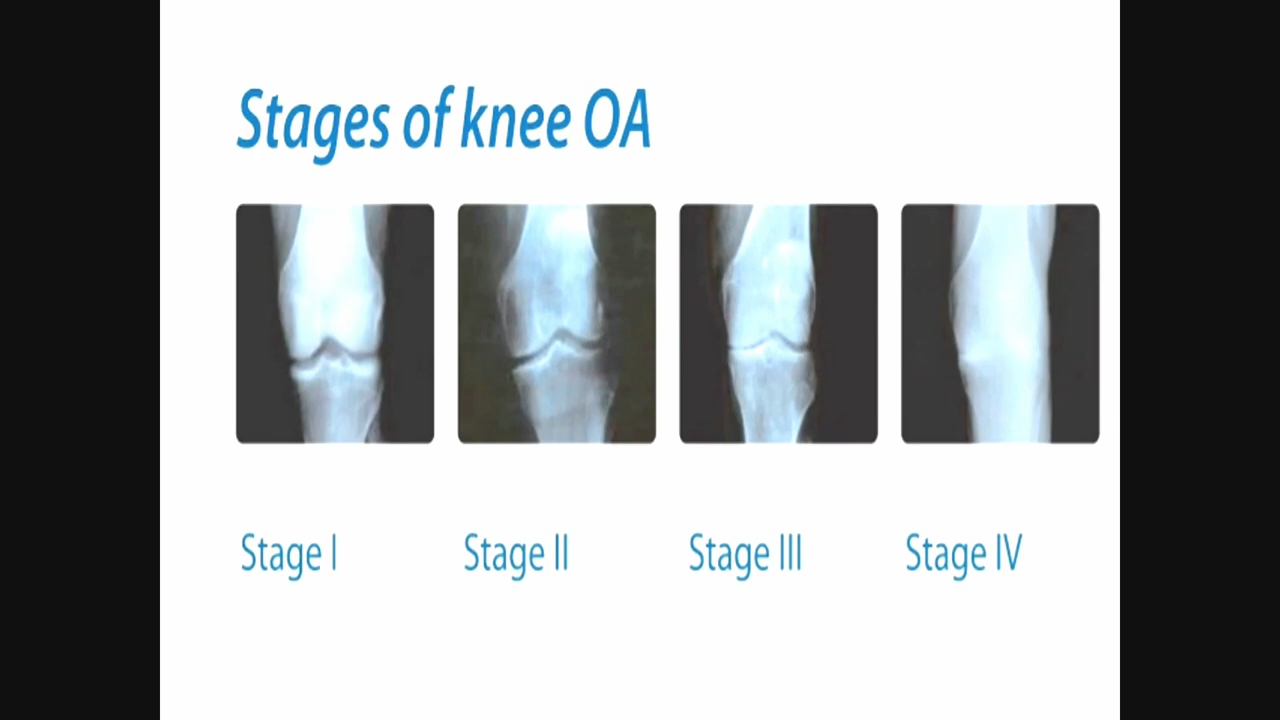 Stages of knee OA
Stage I
Stage II
Stage III
Stage IV